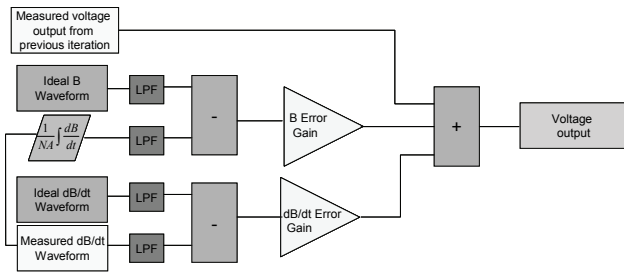 Measured voltage
output from
previous iteration
Ideal B
Waveform
LPF
-
B Error
Gain
+
Voltage
output
1/NA ∫ dB/dt
LPF
Ideal dB/dt
Waveform
LPF
-
dB/dt Error
Gain
Measured dB/dt
Waveform
LPF